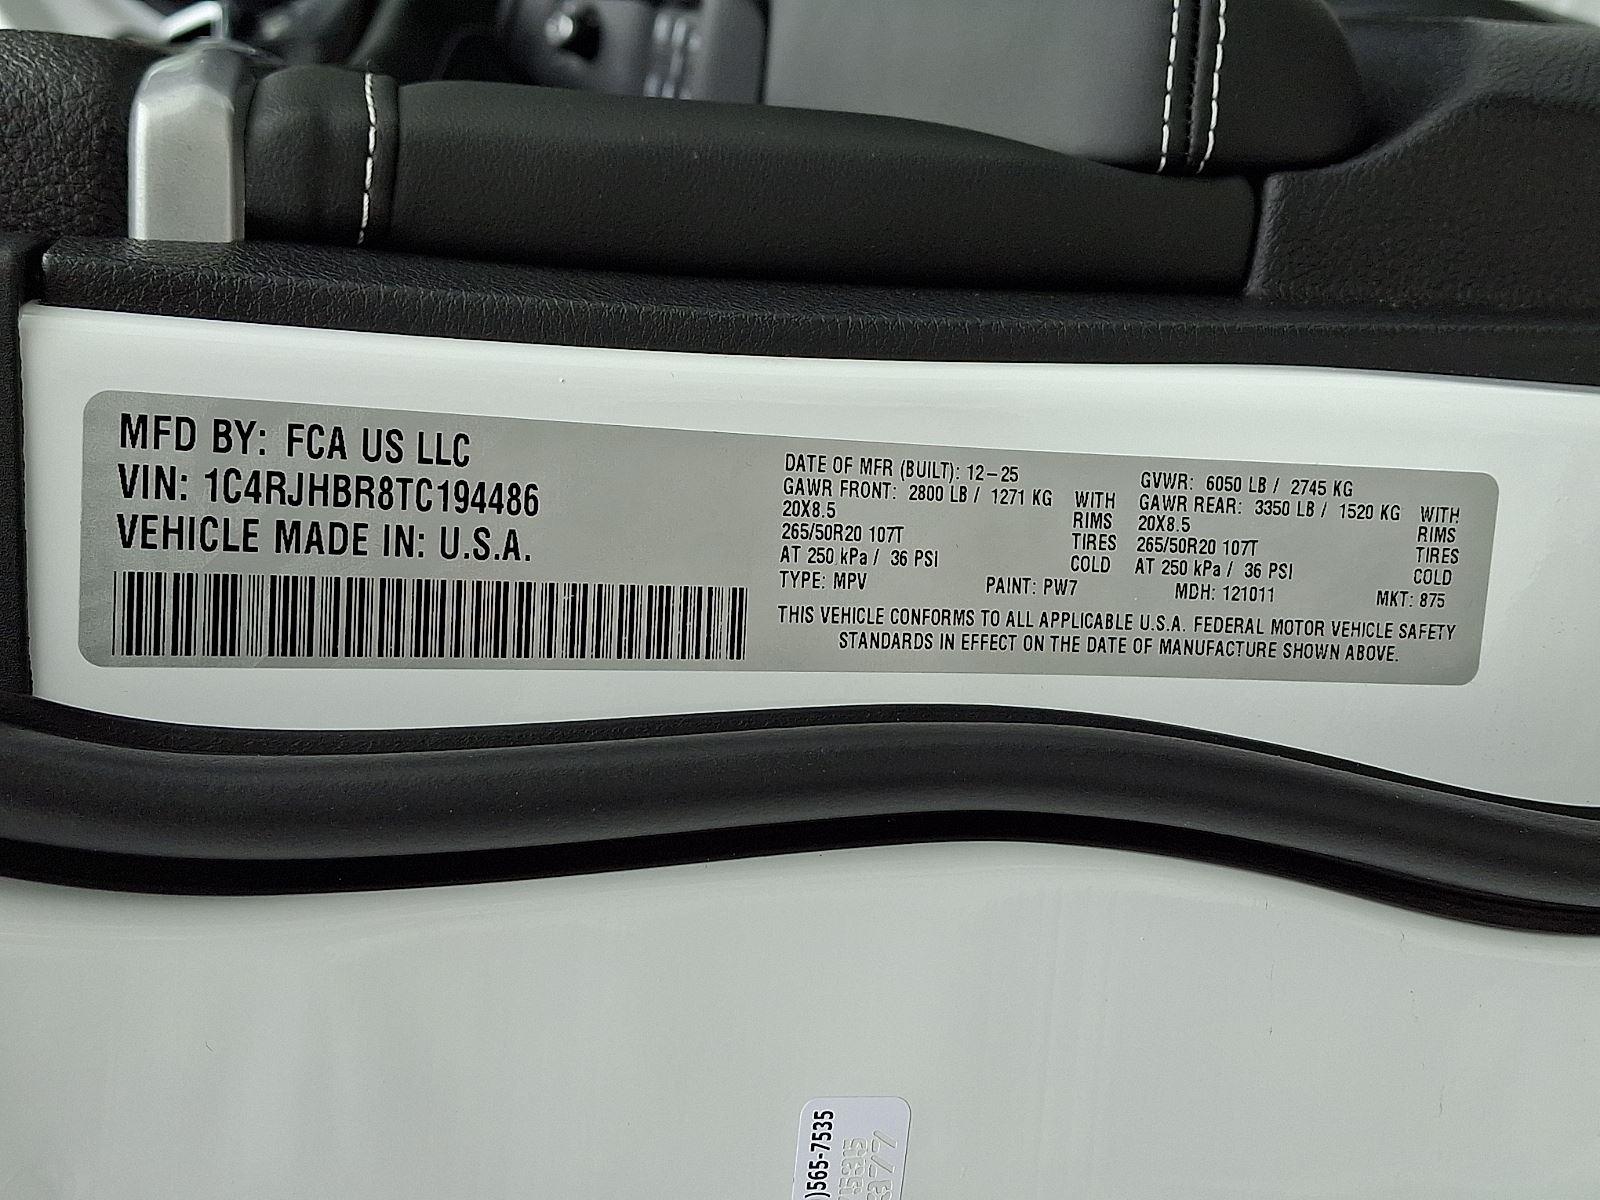 MFD BY: FCA US LLC
VIN: 1C4RJHBR8TC194486
VEHICLE MADE IN: U.S.A.
DATE OF MFR (BUILT): 12-25
GAWR FRONT: 2800 LB / 1271 KG WITH
20X8.5 RIMS
265/50R20 107T TIRES
AT 250 kPa / 36 PSI COLD
GVWR: 6050 LB / 2745 KG
GAWR REAR: 3350 LB / 1520 KG WITH
20X8.5 RIMS
265/50R20 107T TIRES
AT 250 kPa / 36 PSI COLD
TYPE: MPV PAINT: PW7 MDH: 121011 MKT: 875
THIS VEHICLE CONFORMS TO ALL APPLICABLE U.S.A. FEDERAL MOTOR VEHICLE SAFETY
STANDARDS IN EFFECT ON THE DATE OF MANUFACTURE SHOWN ABOVE.
)565-7535